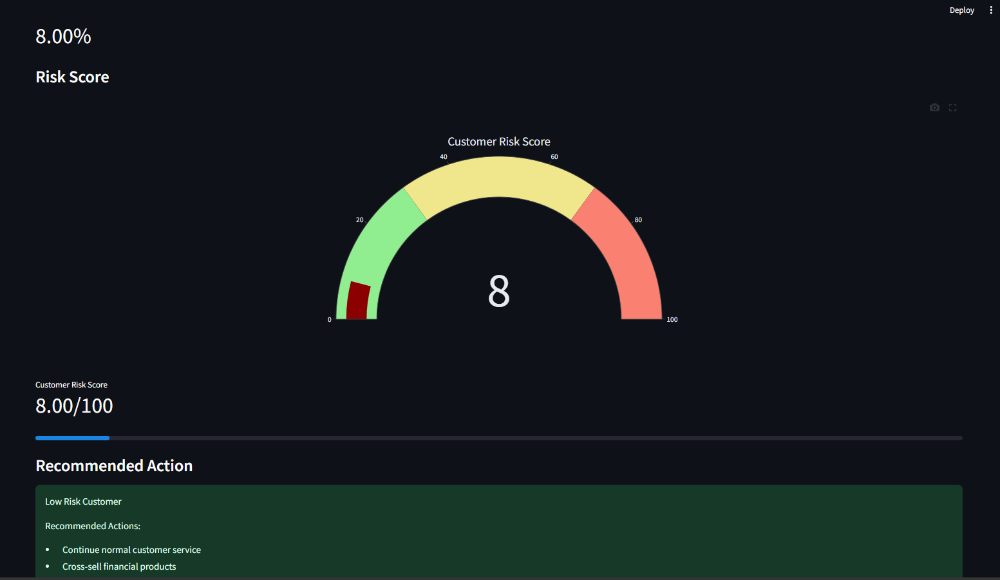 Deploy
8.00%
Risk Score
Customer Risk Score
40
60
20
80
8
0
100
Customer Risk Score
8.00/100
Recommended Action
Low Risk Customer
Recommended Actions:
• Continue normal customer service
• Cross-sell financial products